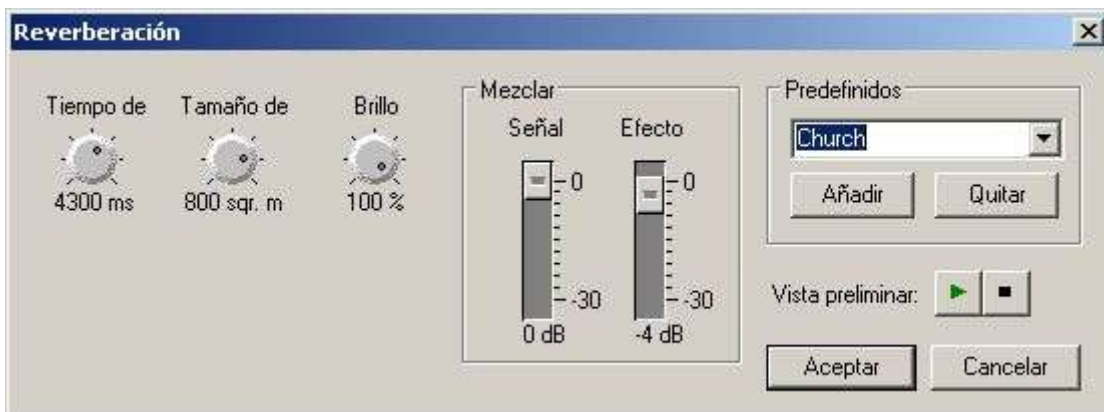 Reverberación
Tiempo de
Tamaño de
Brillo
4300 ms
800 sqr. m
100 %
Mezclar
Señal
Efecto
0
0
-30
-30
0 dB
-4 dB
Predefinidos
Church
Añadir
Quitar
Vista preliminar:
Aceptar
Cancelar